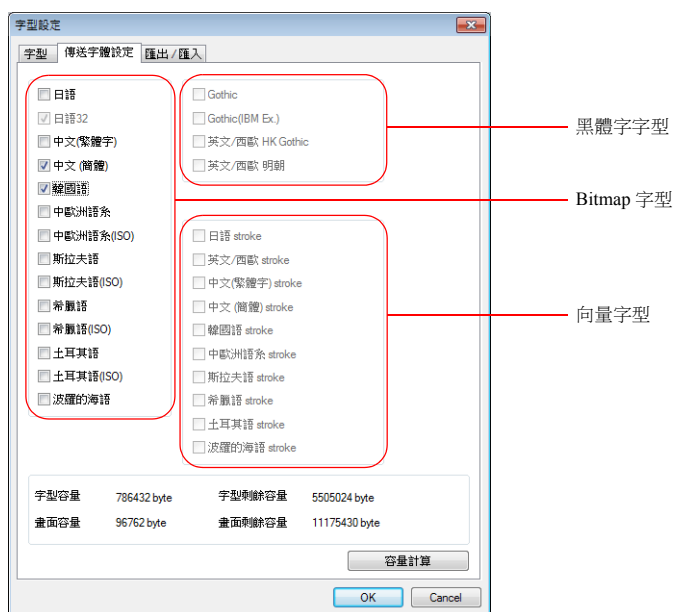 字型設定
字型 傳送字體設定 匯出/匯入
日語
日語32
中文(繁體字)
中文 (簡體)
韓國語
中歐洲語系
中歐洲語系(ISO)
斯拉夫語
斯拉夫語(ISO)
希臘語
希臘語(ISO)
土耳其語
土耳其語(ISO)
波羅的海語
Gothic
Gothic(IBM Ex.)
英文/西歐 HK Gothic
英文/西歐 明朝
日語 stroke
英文/西歐 stroke
中文(繁體字) stroke
中文 (簡體) stroke
韓國語 stroke
中歐洲語系 stroke
斯拉夫語 stroke
希臘語 stroke
土耳其語 stroke
波羅的海語 stroke
黑體字字型
Bitmap 字型
向量字型
字型容量 786432 byte 字型剩餘容量 5505024 byte
畫面容量 96762 byte 畫面剩餘容量 11175430 byte
容量計算
OK Cancel